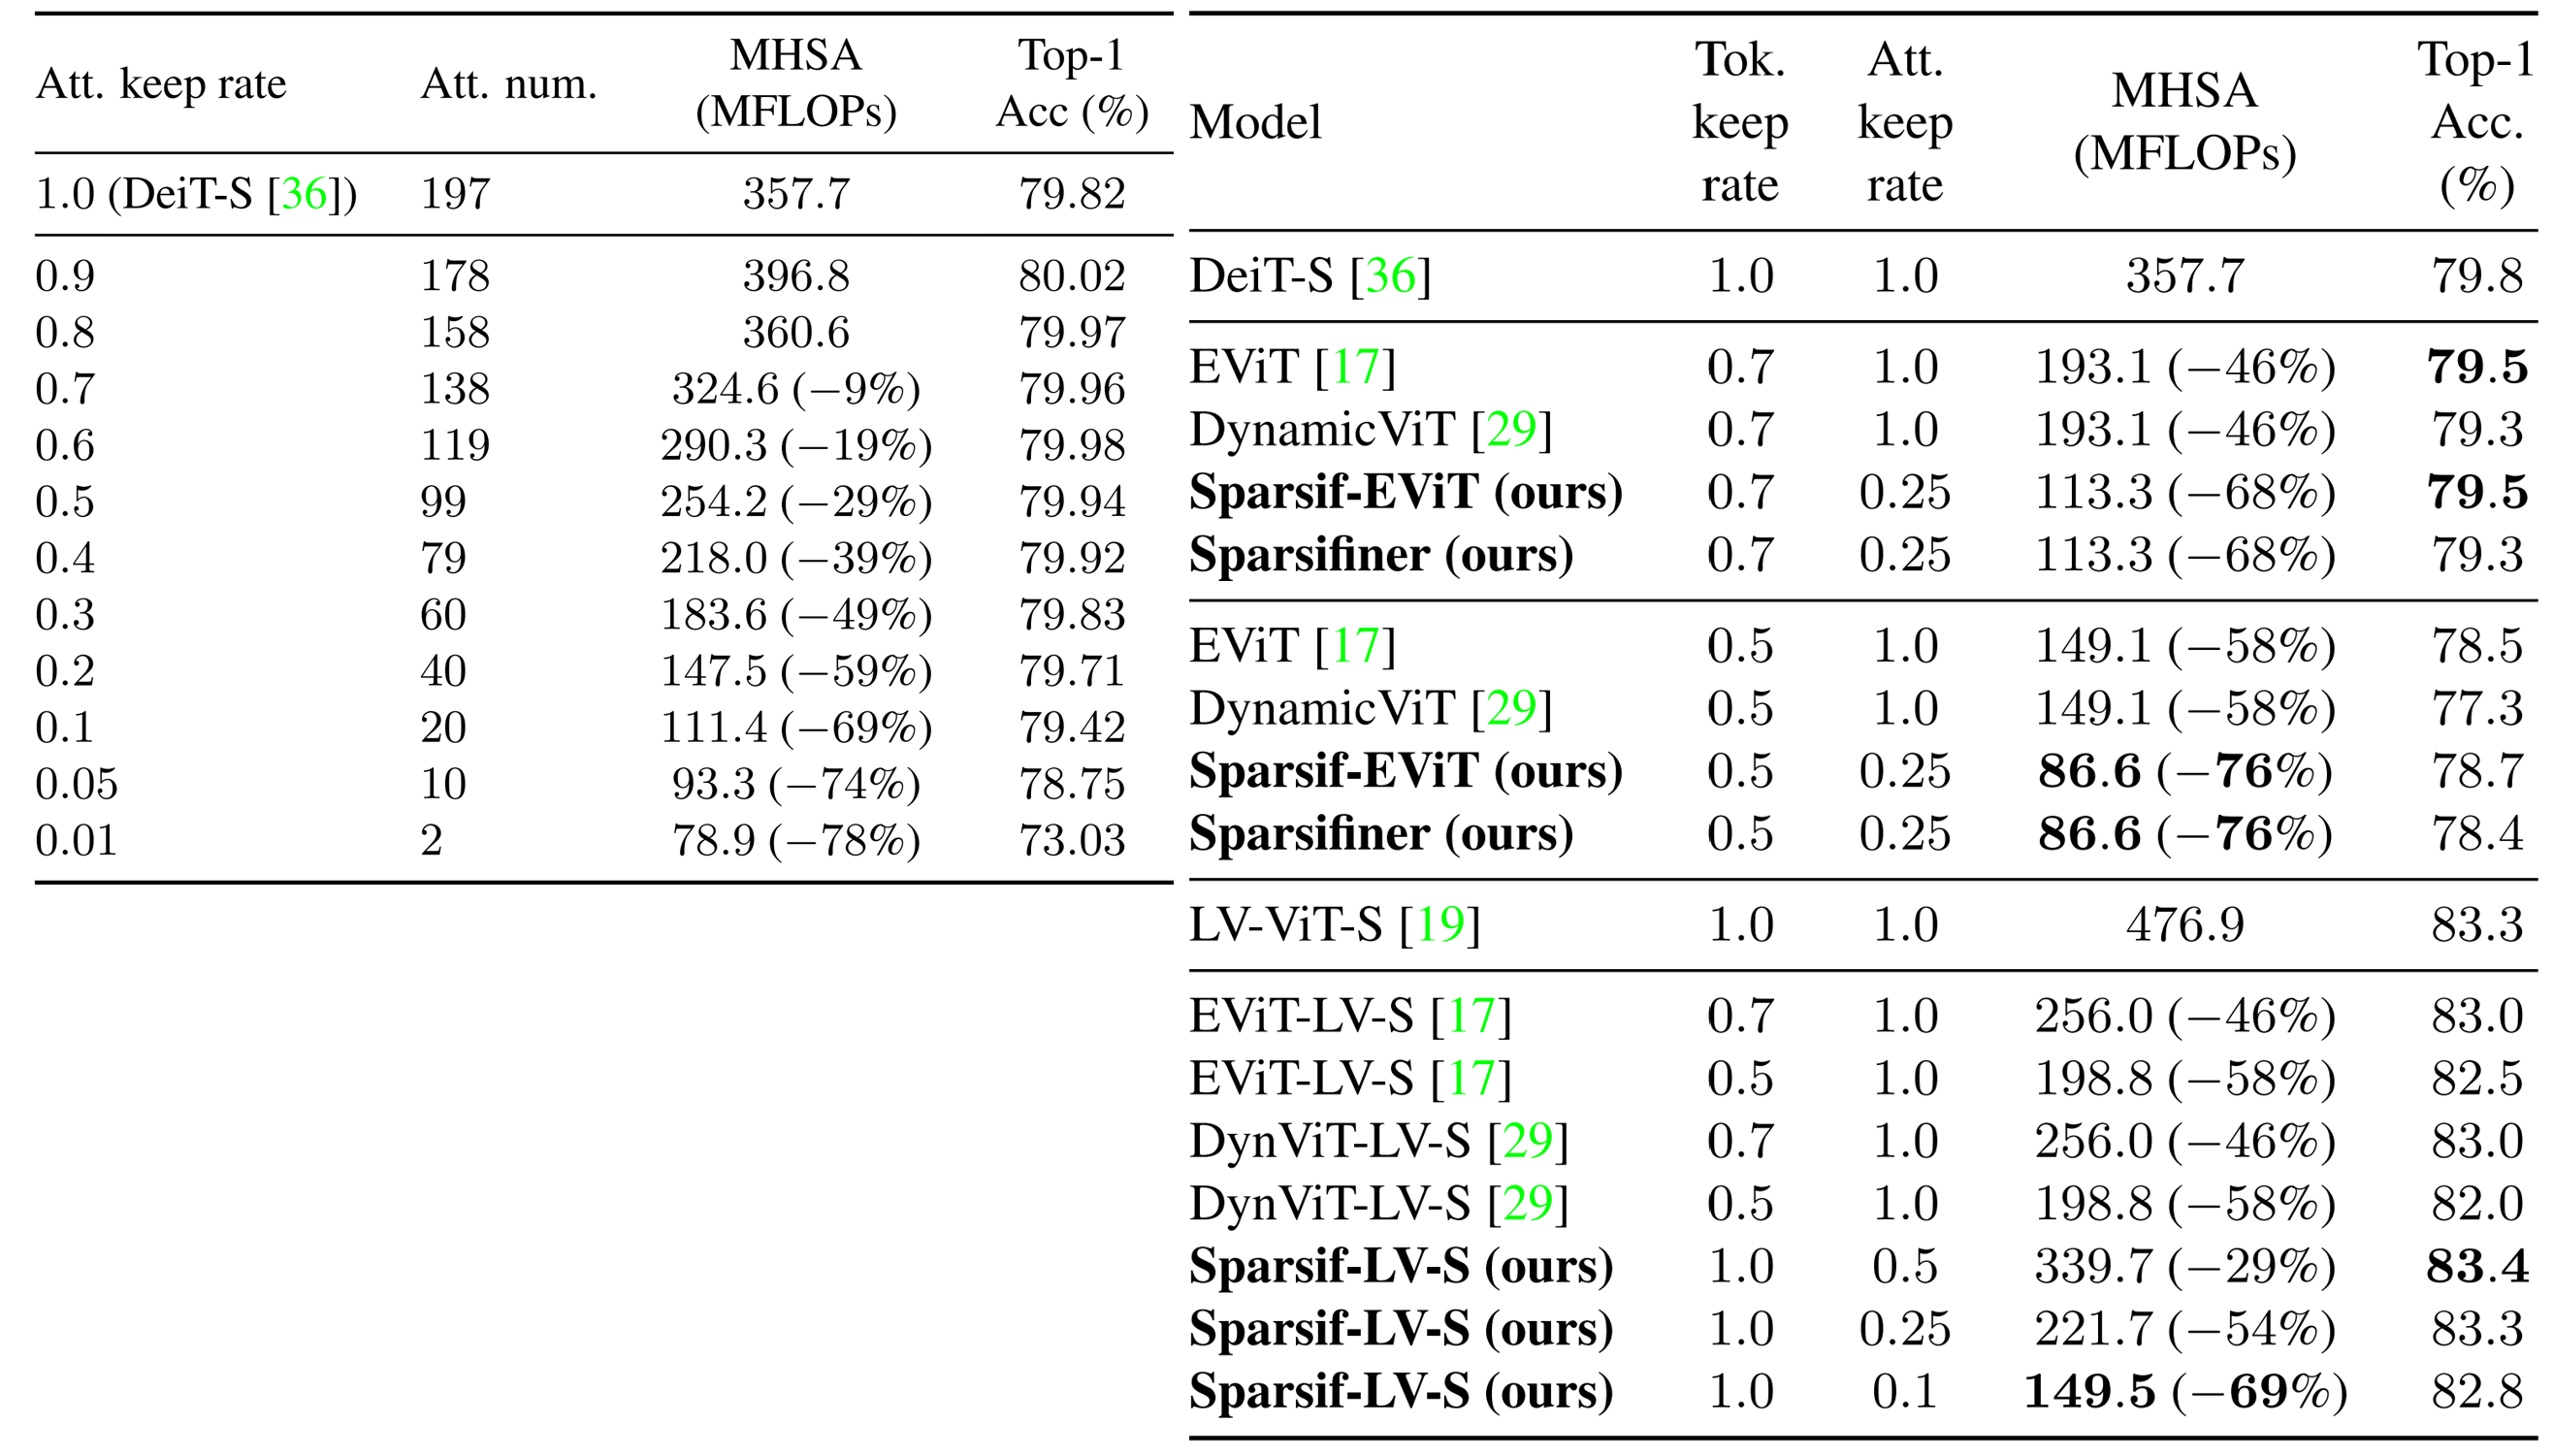 Att. keep rate Att. num. MHSA (MFLOPs) Top-1 Acc (%)
1.0 (DeiT-S [36]) 197 357.7 79.82
0.9 178 396.8 80.02
0.8 158 360.6 79.97
0.7 138 324.6 (−9%) 79.96
0.6 119 290.3 (−19%) 79.98
0.5 99 254.2 (−29%) 79.94
0.4 79 218.0 (−39%) 79.92
0.3 60 183.6 (−49%) 79.83
0.2 40 147.5 (−59%) 79.71
0.1 20 111.4 (−69%) 79.42
0.05 10 93.3 (−74%) 78.75
0.01 2 78.9 (−78%) 73.03
Model Tok. keep rate Att. keep rate MHSA (MFLOPs) Top-1 Acc. (%)
DeiT-S [36] 1.0 1.0 357.7 79.8
EViT [17] 0.7 1.0 193.1 (−46%) 79.5
DynamicViT [29] 0.7 1.0 193.1 (−46%) 79.3
Sparsif-EViT (ours) 0.7 0.25 113.3 (−68%) 79.5
Sparsifiner (ours) 0.7 0.25 113.3 (−68%) 79.3
EViT [17] 0.5 1.0 149.1 (−58%) 78.5
DynamicViT [29] 0.5 1.0 149.1 (−58%) 77.3
Sparsif-EViT (ours) 0.5 0.25 86.6 (−76%) 78.7
Sparsifiner (ours) 0.5 0.25 86.6 (−76%) 78.4
LV-ViT-S [19] 1.0 1.0 476.9 83.3
EViT-LV-S [17] 0.7 1.0 256.0 (−46%) 83.0
EViT-LV-S [17] 0.5 1.0 198.8 (−58%) 82.5
DynViT-LV-S [29] 0.7 1.0 256.0 (−46%) 83.0
DynViT-LV-S [29] 0.5 1.0 198.8 (−58%) 82.0
Sparsif-LV-S (ours) 1.0 0.5 339.7 (−29%) 83.4
Sparsif-LV-S (ours) 1.0 0.25 221.7 (−54%) 83.3
Sparsif-LV-S (ours) 1.0 0.1 149.5 (−69%) 82.8